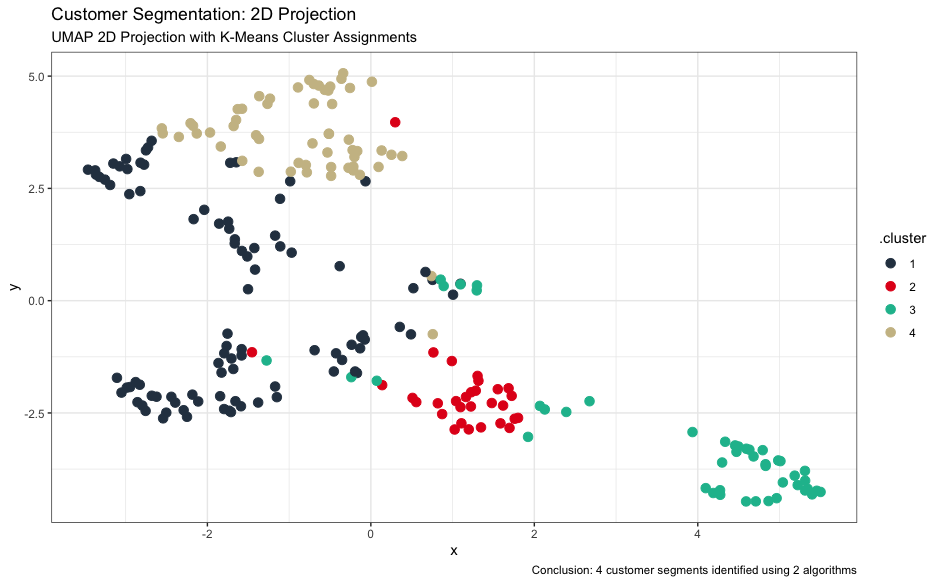 Customer Segmentation: 2D Projection
UMAP 2D Projection with K-Means Cluster Assignments
5.0
2.5
0.0
-2.5
y
-2
0
2
4
x
.cluster
1
2
3
4
Conclusion: 4 customer segments identified using 2 algorithms